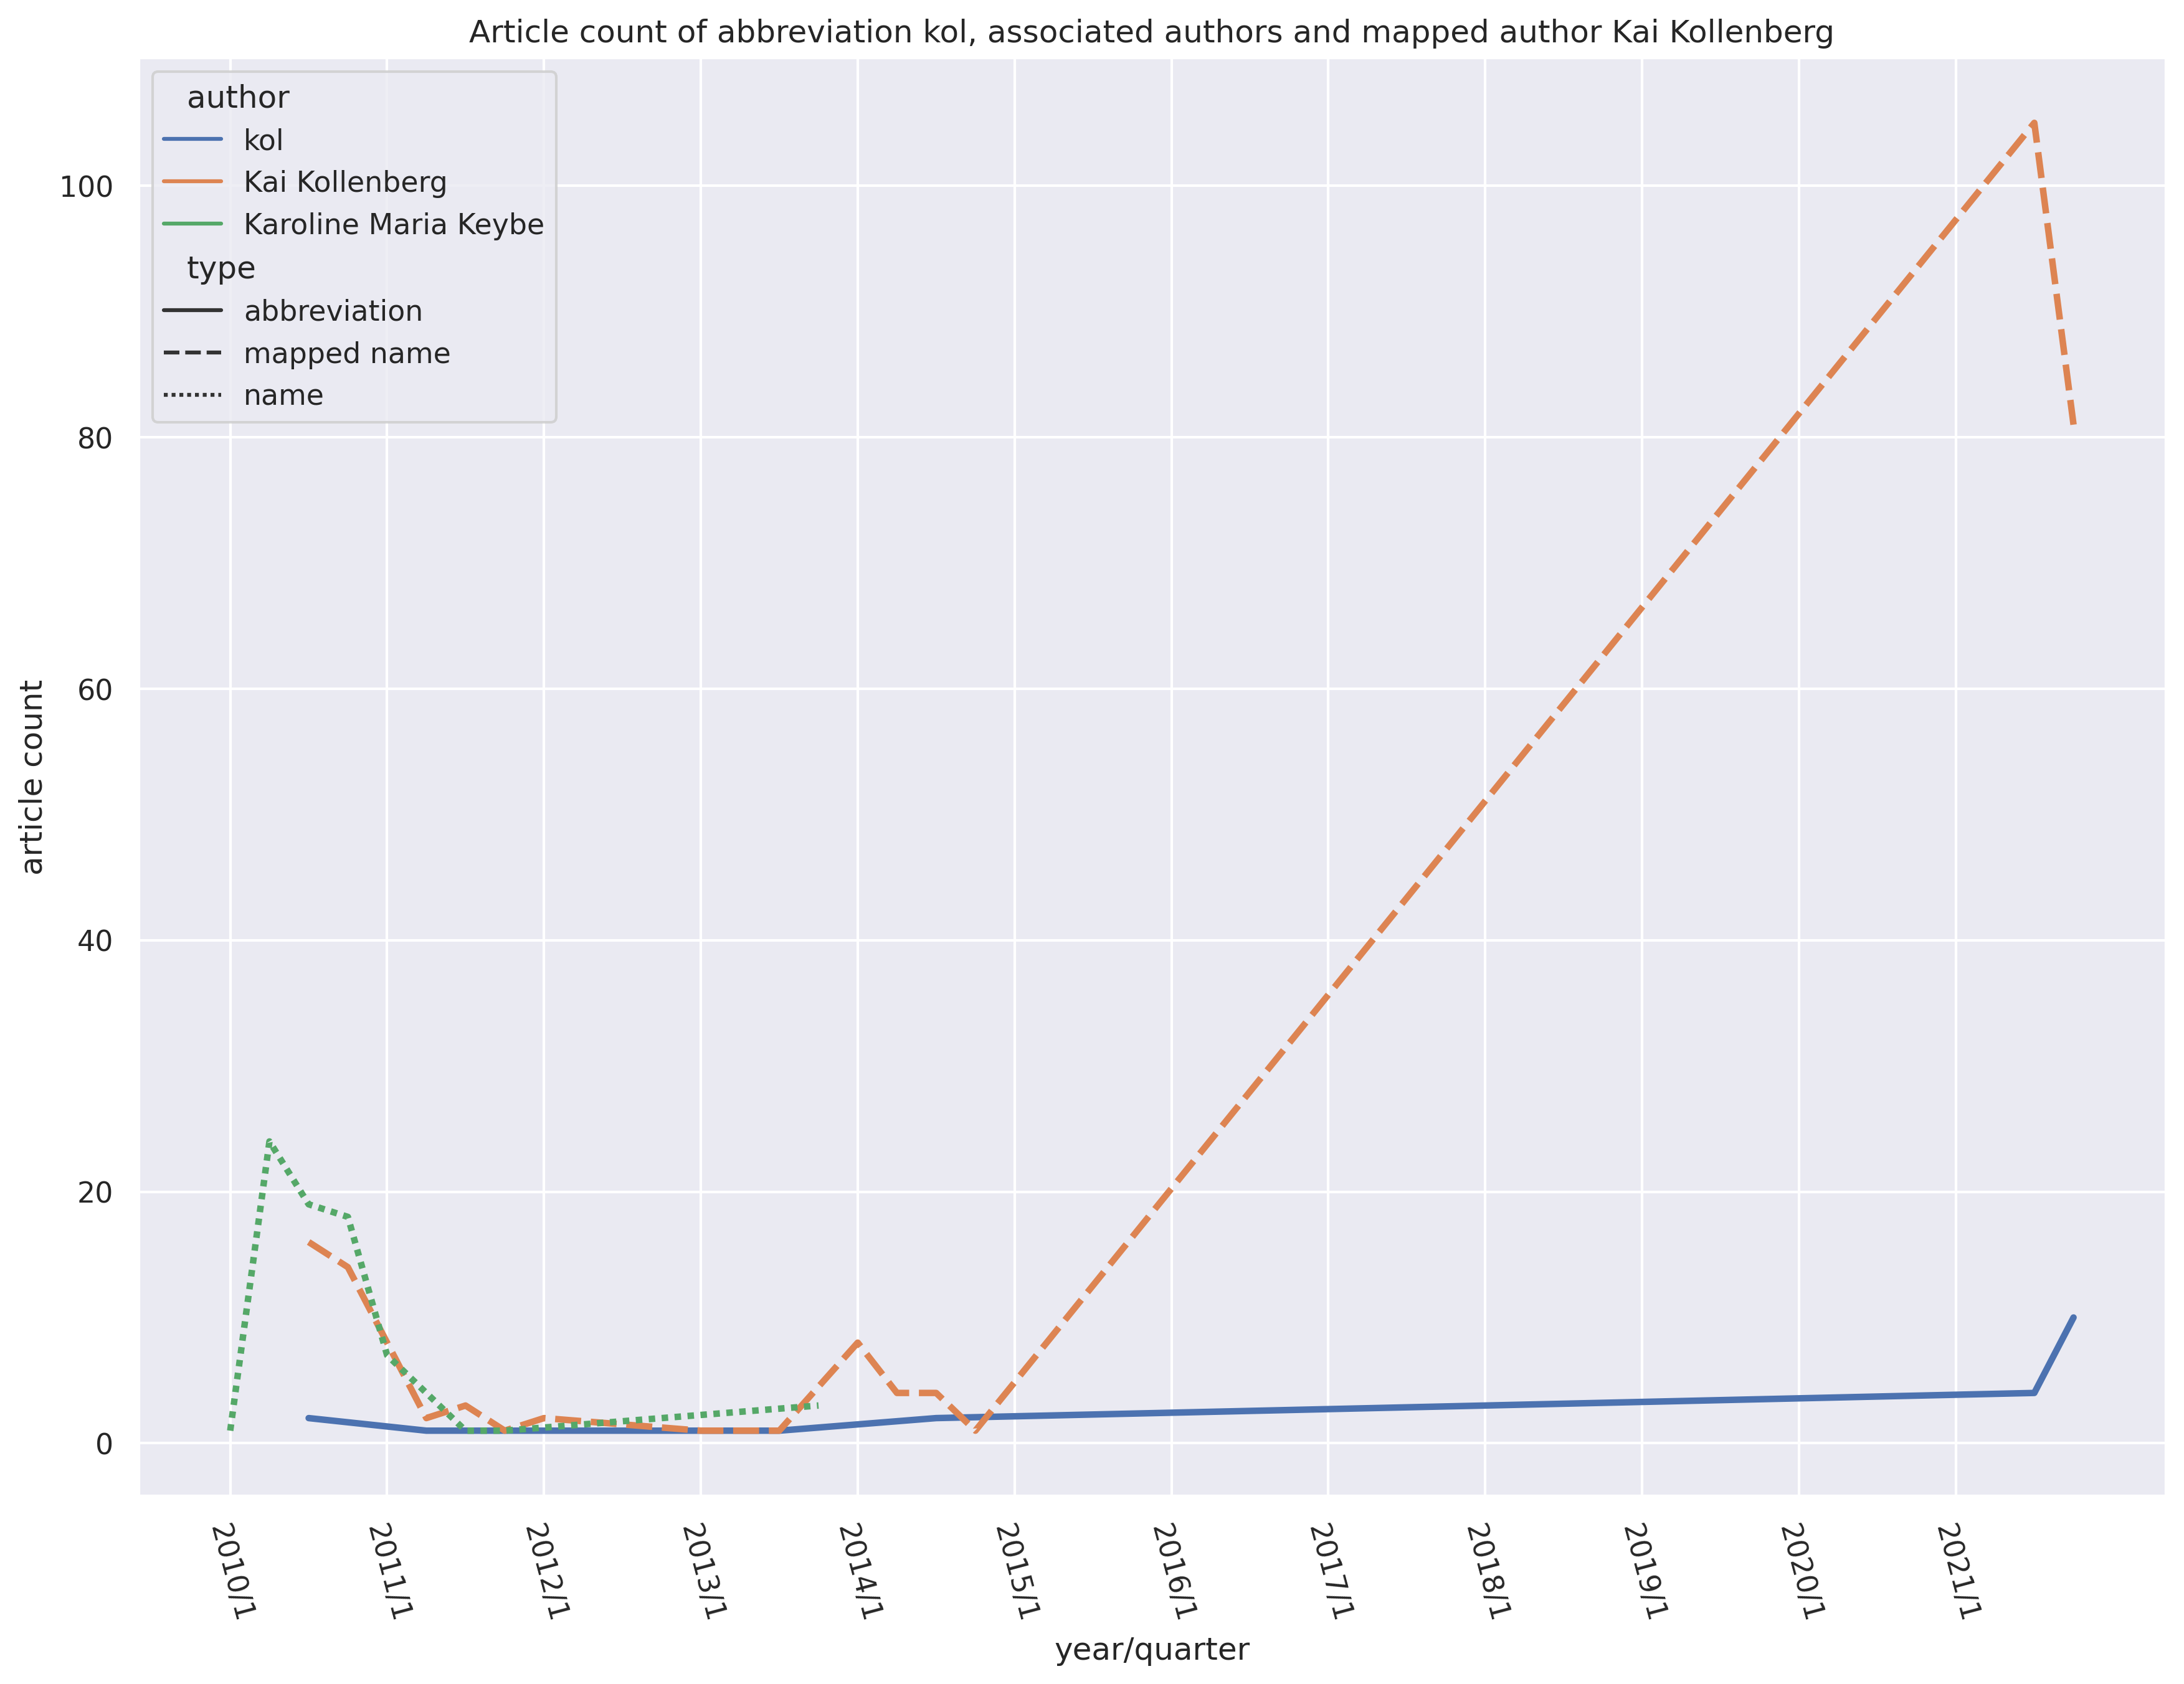 Article count of abbreviation kol, associated authors and mapped author Kai Kollenberg
author
kol
Kai Kollenberg
Karoline Maria Keybe
type
abbreviation
mapped name
name
article count
100
80
60
40
20
0
2010/1
2011/1
2012/1
2013/1
2014/1
2015/1
2016/1
2017/1
2018/1
2019/1
2020/1
2021/1
year/quarter